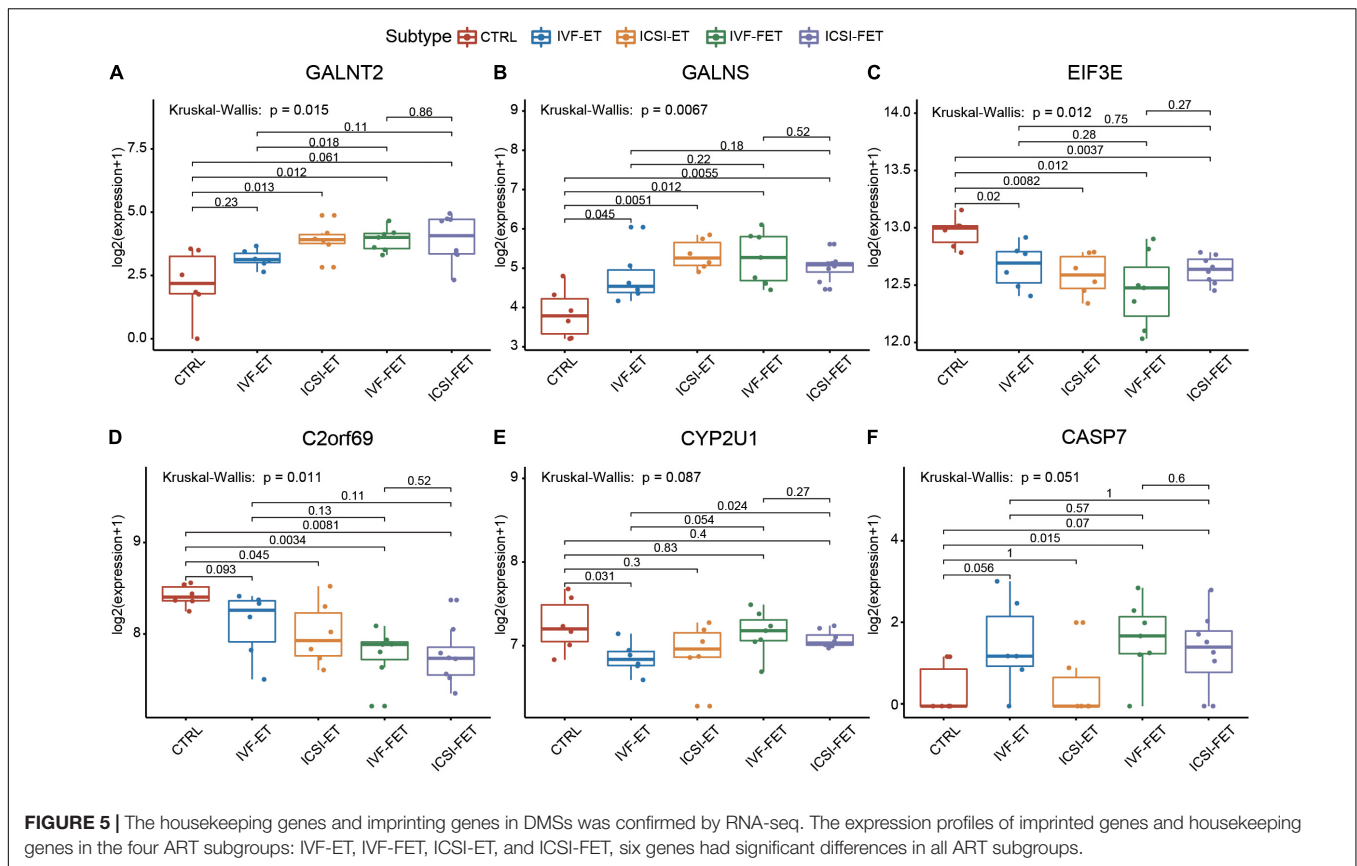 Subtype CTRL IVF-ET ICSI-ET IVF-FET ICSI-FET
A GALNT2
Kruskal-Wallis: p = 0.015
0.86
0.11
0.018
0.061
0.012
0.013
0.23
log2(expression+1)
7.5
5.0
2.5
0.0
CTRL
IVF-ET
ICSI-ET
IVF-FET
ICSI-FET
B GALNS
Kruskal-Wallis: p = 0.0067
0.52
0.18
0.22
0.0055
0.012
0.0051
0.045
log2(expression+1)
9
8
7
6
5
4
3
CTRL
IVF-ET
ICSI-ET
IVF-FET
ICSI-FET
C EIF3E
Kruskal-Wallis: p = 0.012
0.27
0.75
0.28
0.0037
0.012
0.0082
0.02
log2(expression+1)
14.0
13.5
13.0
12.5
12.0
CTRL
IVF-ET
ICSI-ET
IVF-FET
ICSI-FET
D C2orf69
Kruskal-Wallis: p = 0.011
0.52
0.11
0.13
0.0081
0.0034
0.045
0.093
log2(expression+1)
9
8
CTRL
IVF-ET
ICSI-ET
IVF-FET
ICSI-FET
E CYP2U1
Kruskal-Wallis: p = 0.087
0.27
0.024
0.054
0.4
0.83
0.3
0.031
log2(expression+1)
9
8
7
CTRL
IVF-ET
ICSI-ET
IVF-FET
ICSI-FET
F CASP7
Kruskal-Wallis: p = 0.051
0.6
1
0.57
0.07
0.015
1
0.056
log2(expression+1)
4
2
0
CTRL
IVF-ET
ICSI-ET
IVF-FET
ICSI-FET
FIGURE 5 | The housekeeping genes and imprinting genes in DMSs was confirmed by RNA-seq. The expression profiles of imprinted genes and housekeeping
genes in the four ART subgroups: IVF-ET, IVF-FET, ICSI-ET, and ICSI-FET, six genes had significant differences in all ART subgroups.